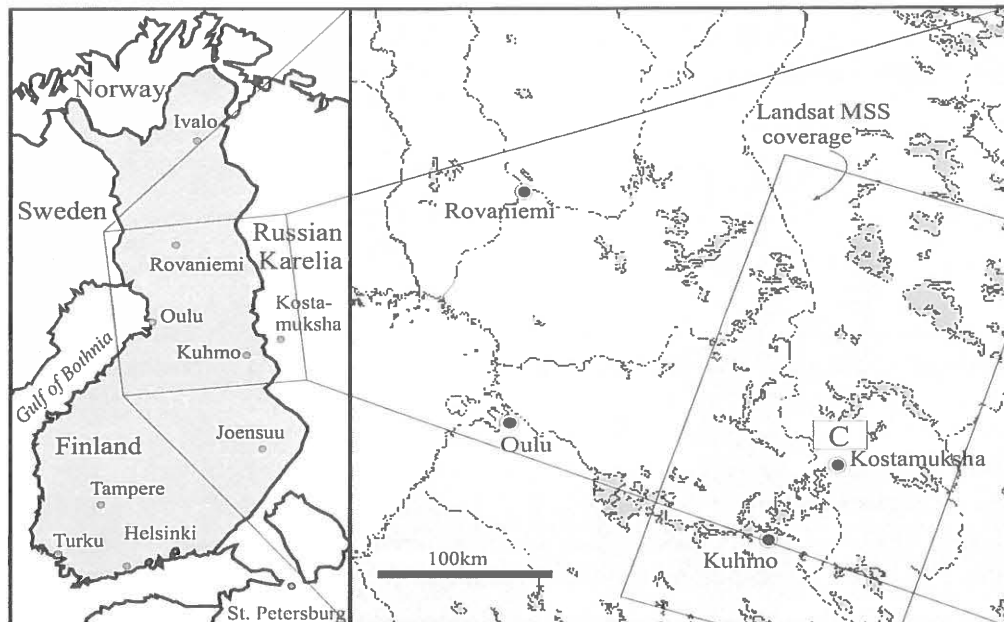 Norway
Ivalo
Sweden
Russian
Karelia
Rovaniemi
Kosta-
muksha
Oulu
Kuhmo
Gulf of Bothnia
Finland
Joensuu
Tampere
Helsinki
Turku
St. Petersburg
Landsat MSS
coverage
Rovaniemi
C
Kostamuksha
Oulu
Kuhmo
100km